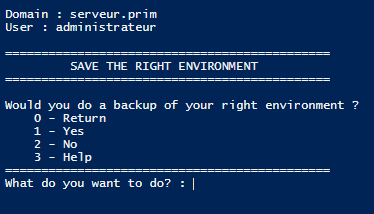 Domain : serveur.prim
User : administrateur
=============================================
SAVE THE RIGHT ENVIRONMENT
=============================================
Would you do a backup of your right environment ?
0 - Return
1 - Yes
2 - No
3 - Help
=============================================
What do you want to do? :